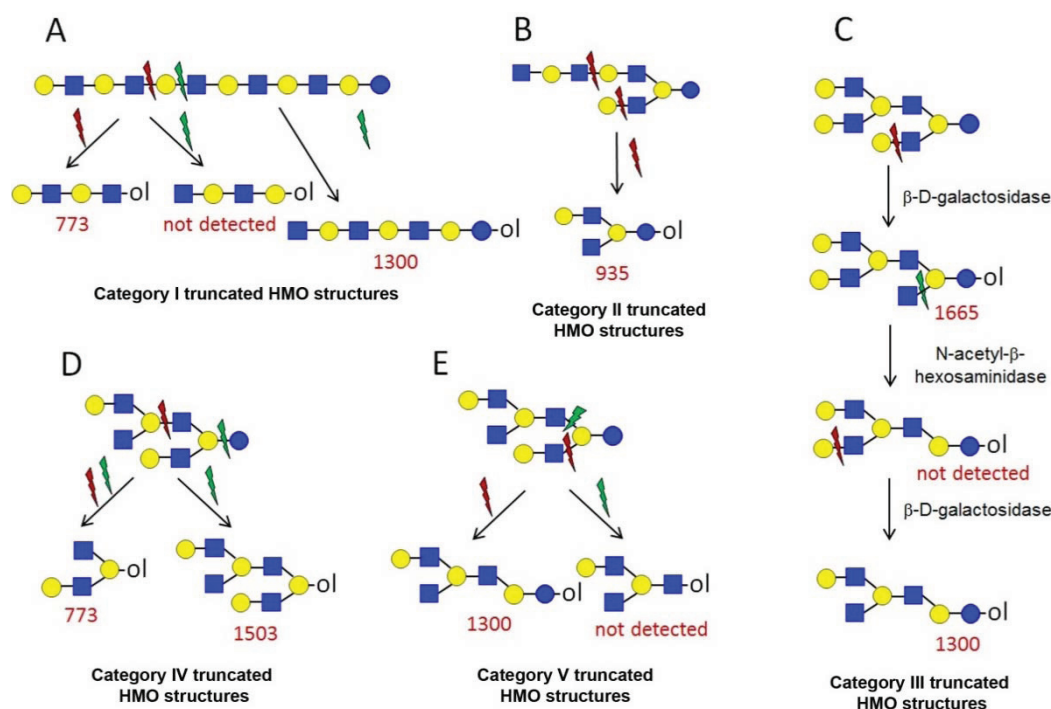 A
ol
773
ol
not detected
ol
1300
Category I truncated HMO structures
B
ol
935
Category II truncated
HMO structures
C
β-D-galactosidase
ol
1665
N-acetyl-β-
hexosaminidase
ol
not detected
β-D-galactosidase
ol
1300
Category III truncated
HMO structures
D
ol
773
ol
1503
Category IV truncated
HMO structures
E
ol
1300
ol
not detected
Category V truncated
HMO structures